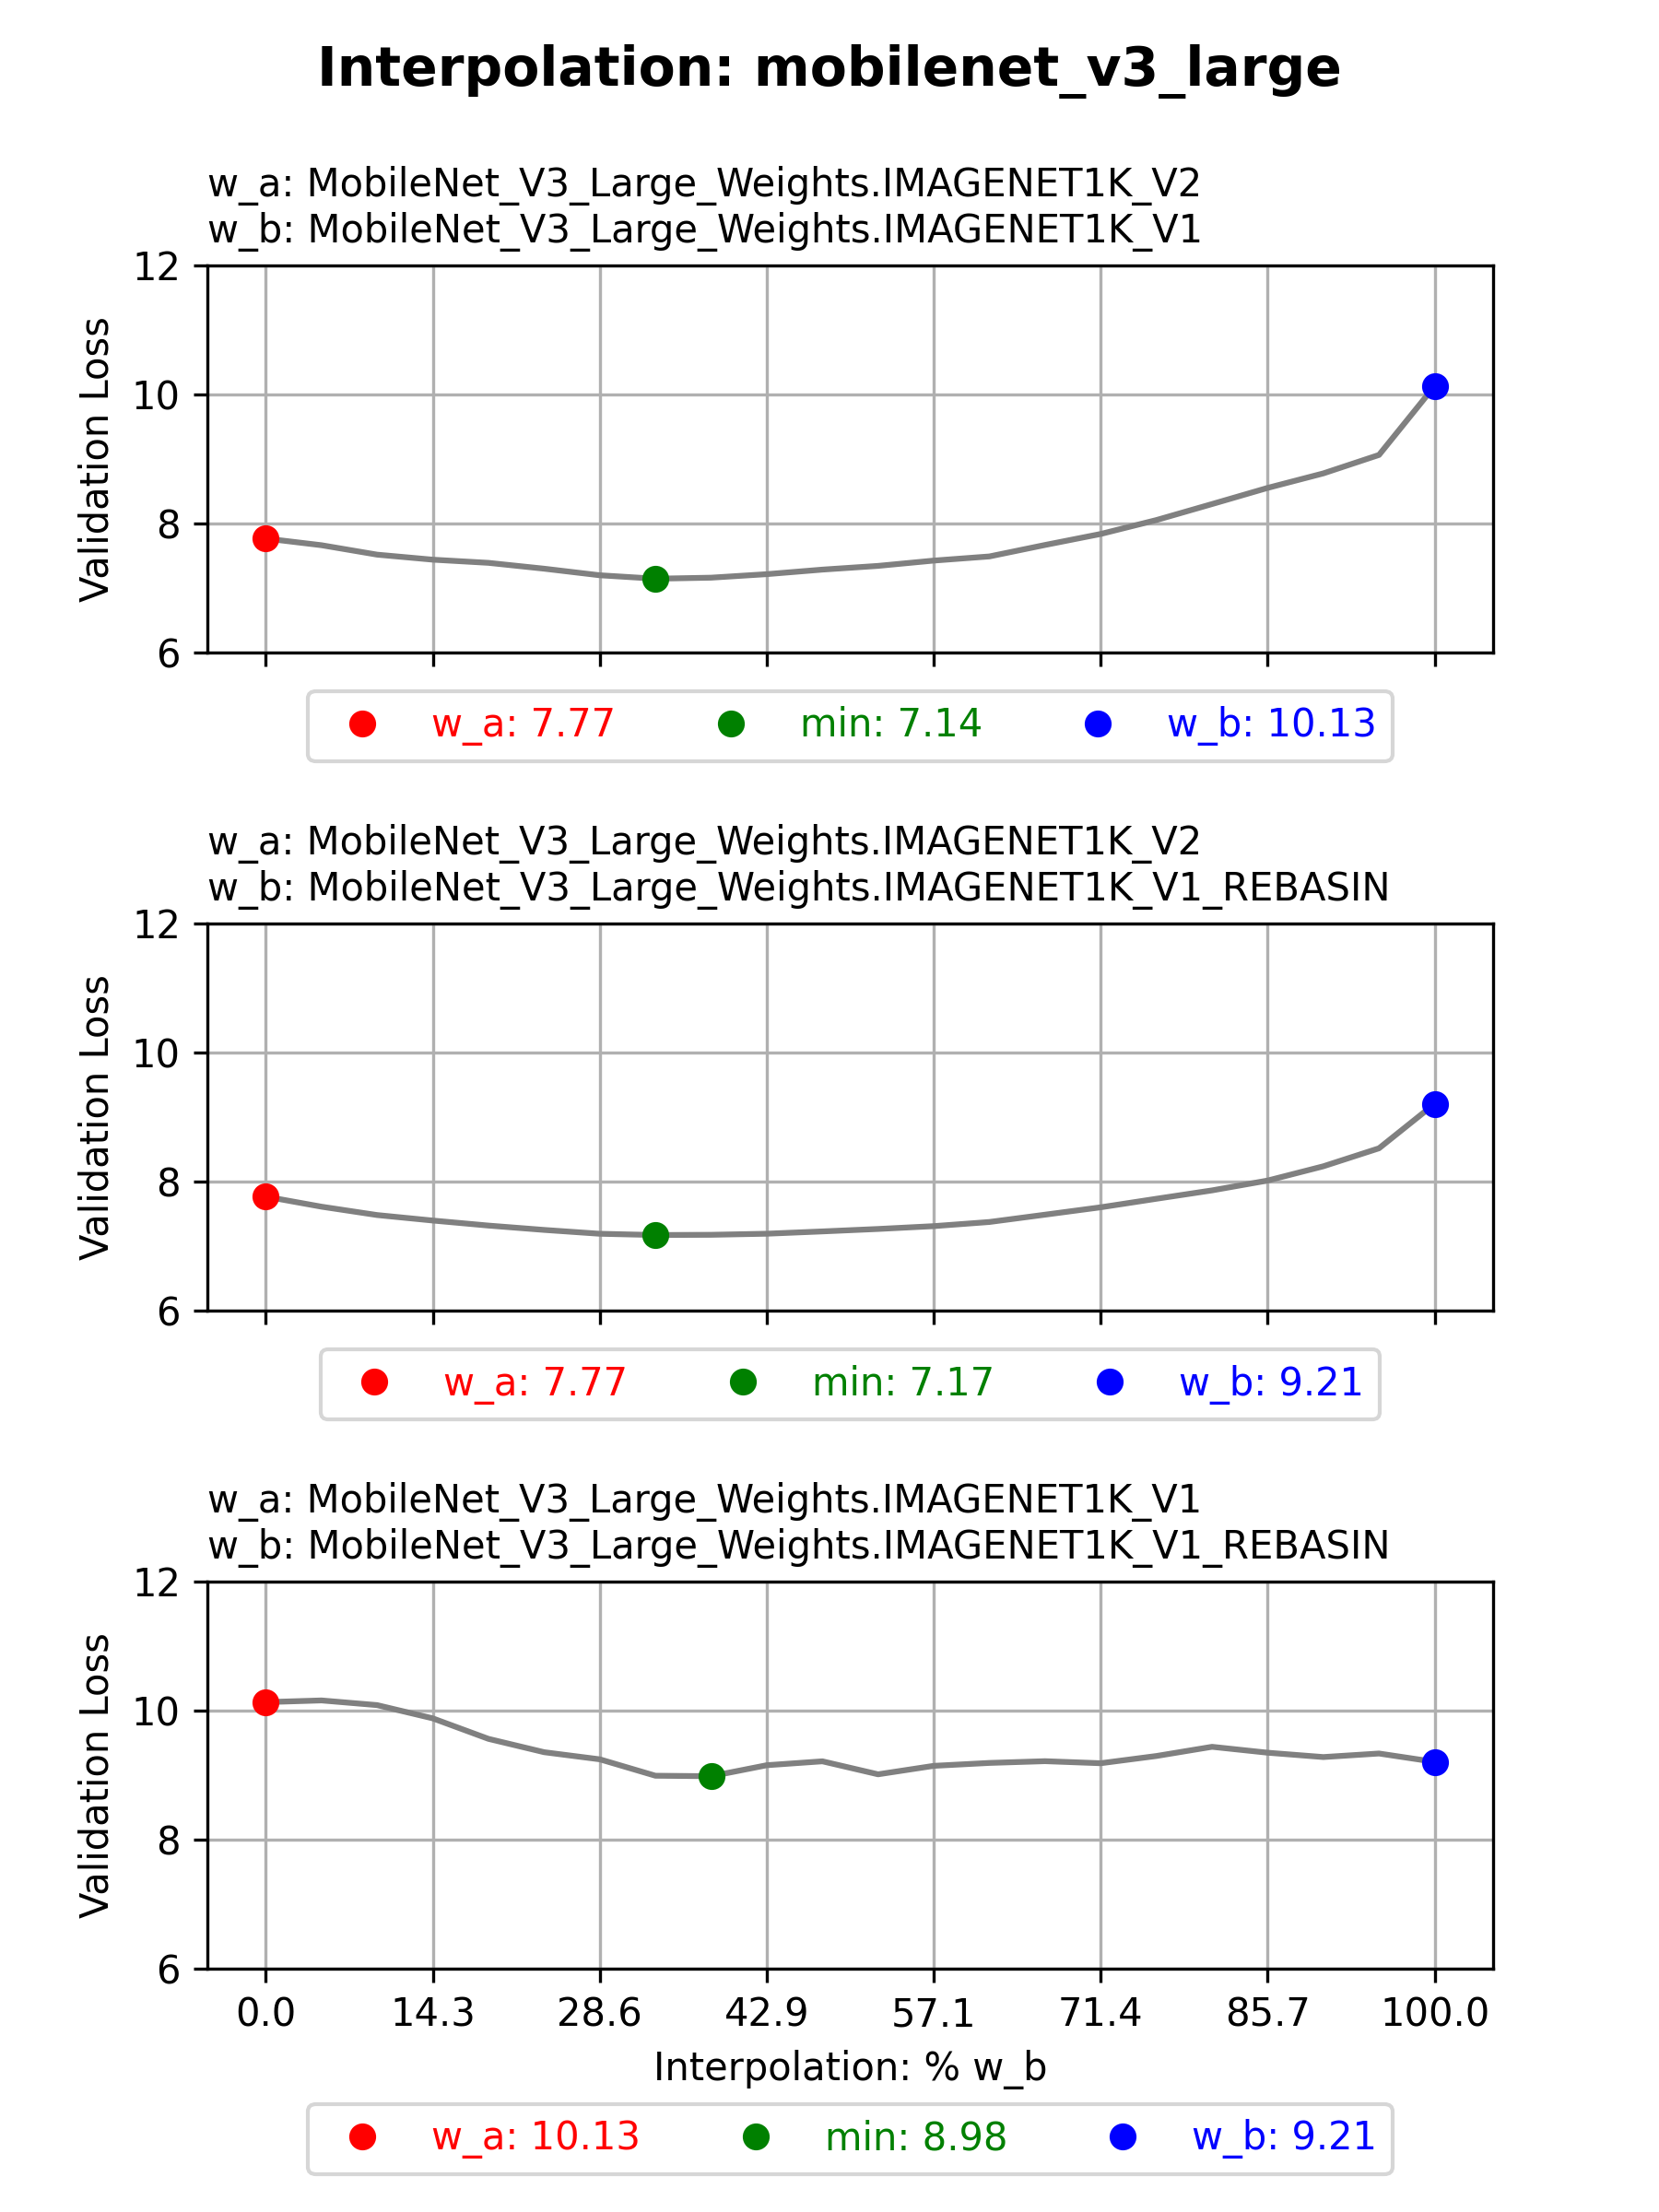 Interpolation: mobilenet_v3_large
w_a: MobileNet_V3_Large_Weights.IMAGENET1K_V2
w_b: MobileNet_V3_Large_Weights.IMAGENET1K_V1
12
10
8
6
Validation Loss
w_a: 7.77 min: 7.14 w_b: 10.13
w_a: MobileNet_V3_Large_Weights.IMAGENET1K_V2
w_b: MobileNet_V3_Large_Weights.IMAGENET1K_V1_REBASIN
12
10
8
6
Validation Loss
w_a: 7.77 min: 7.17 w_b: 9.21
w_a: MobileNet_V3_Large_Weights.IMAGENET1K_V1
w_b: MobileNet_V3_Large_Weights.IMAGENET1K_V1_REBASIN
12
10
8
6
Validation Loss
0.0 14.3 28.6 42.9 57.1 71.4 85.7 100.0
Interpolation: % w_b
w_a: 10.13 min: 8.98 w_b: 9.21